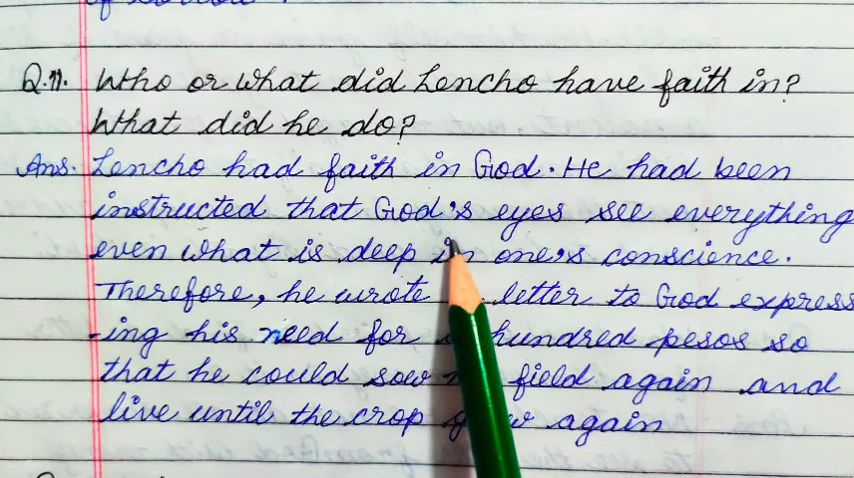 of sorrow.
Q.11. Who or what did Lencho have faith in?
What did he do?
Ans. Lencho had faith in God. He had been
instructed that God's eyes see everything
even what is deep in one's conscience.
Therefore, he wrote letter to God express
-ing his need for hundred pesos so
that he could sow field again and
live until the crop again